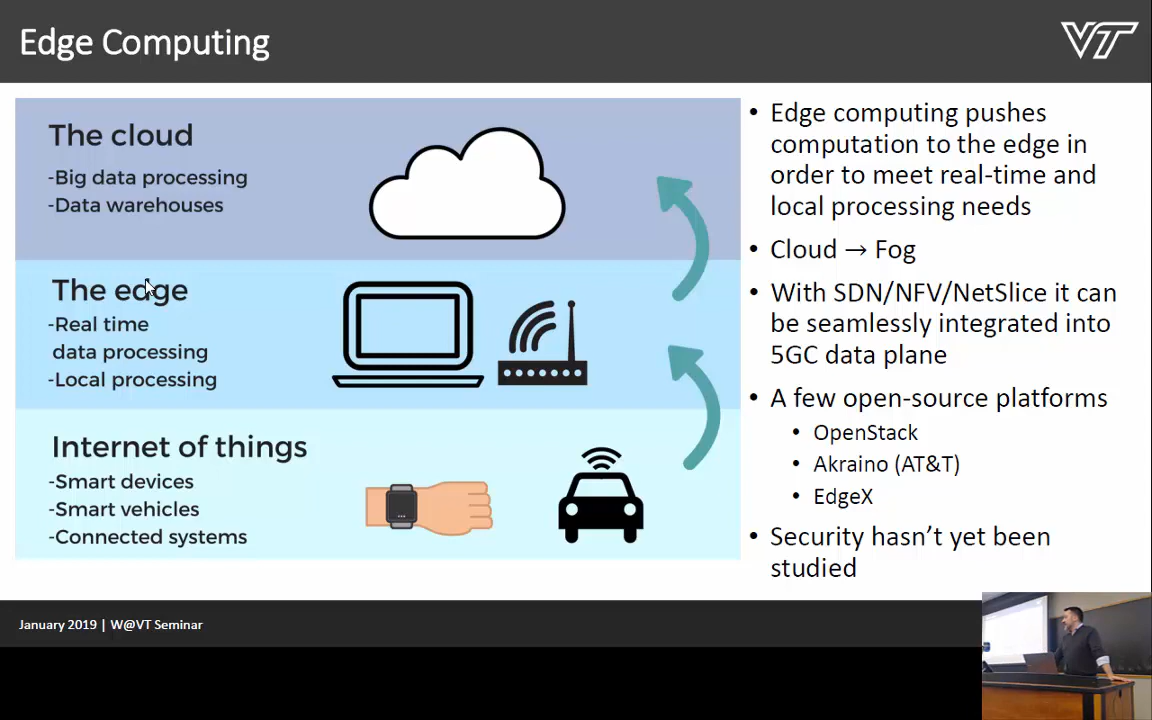 Edge Computing
VT
The cloud
-Big data processing
-Data warehouses
The edge
-Real time
data processing
-Local processing
Internet of things
-Smart devices
-Smart vehicles
-Connected systems
• Edge computing pushes
computation to the edge in
order to meet real-time and
local processing needs
• Cloud → Fog
• With SDN/NFV/NetSlice it can
be seamlessly integrated into
5GC data plane
• A few open-source platforms
• OpenStack
• Akraino (AT&T)
• EdgeX
• Security hasn’t yet been
studied
January 2019 | W@VT Seminar